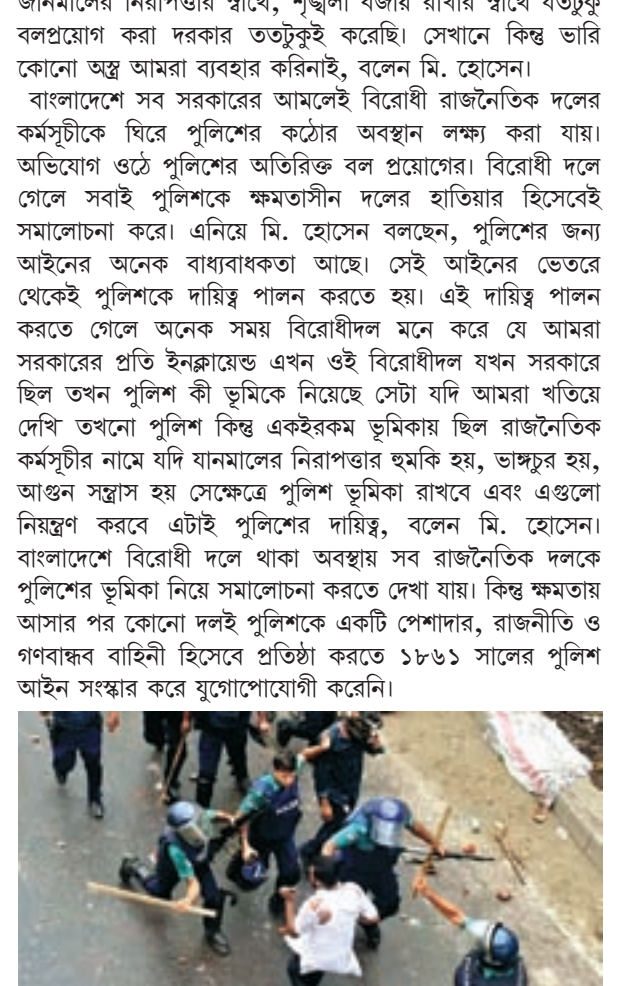 জানমালের নিরাপত্তার স্বার্থে, শৃঙ্খলা বজায় রাখার স্বার্থে যতটুকু
বলপ্রয়োগ করা দরকার ততটুকুই করেছি। সেখানে কিন্তু ভারি
কোনো অস্ত্র আমরা ব্যবহার করিনাই, বলেন মি. হোসেন।
বাংলাদেশে সব সরকারের আমলেই বিরোধী রাজনৈতিক দলের
কর্মসূচীকে ঘিরে পুলিশের কঠোর অবস্থান লক্ষ্য করা যায়।
অভিযোগ ওঠে পুলিশের অতিরিক্ত বল প্রয়োগের। বিরোধী দলে
গেলে সবাই পুলিশকে ক্ষমতাসীন দলের হাতিয়ার হিসেবেই
সমালোচনা করে। এনিয়ে মি. হোসেন বলছেন, পুলিশের জন্য
আইনের অনেক বাধ্যবাধকতা আছে। সেই আইনের ভেতরে
থেকেই পুলিশকে দায়িত্ব পালন করতে হয়। এই দায়িত্ব পালন
করতে গেলে অনেক সময় বিরোধীদল মনে করে যে আমরা
সরকারের প্রতি ইনক্লায়েন্ড এখন ওই বিরোধীদল যখন সরকারে
ছিল তখন পুলিশ কী ভূমিকে নিয়েছে সেটা যদি আমরা খতিয়ে
দেখি তখনো পুলিশ কিন্তু একইরকম ভূমিকায় ছিল রাজনৈতিক
কর্মসূচীর নামে যদি যানমালের নিরাপত্তার হুমকি হয়, ভাঙ্গচুর হয়,
আগুন সন্ত্রাস হয় সেক্ষেত্রে পুলিশ ভূমিকা রাখবে এবং এগুলো
নিয়ন্ত্রণ করবে এটাই পুলিশের দায়িত্ব, বলেন মি. হোসেন।
বাংলাদেশে বিরোধী দলে থাকা অবস্থায় সব রাজনৈতিক দলকে
পুলিশের ভূমিকা নিয়ে সমালোচনা করতে দেখা যায়। কিন্তু ক্ষমতায়
আসার পর কোনো দলই পুলিশকে একটি পেশাদার, রাজনীতি ও
গণবান্ধব বাহিনী হিসেবে প্রতিষ্ঠা করতে ১৮৬১ সালের পুলিশ
আইন সংস্কার করে যুগোপোযোগী করেনি।